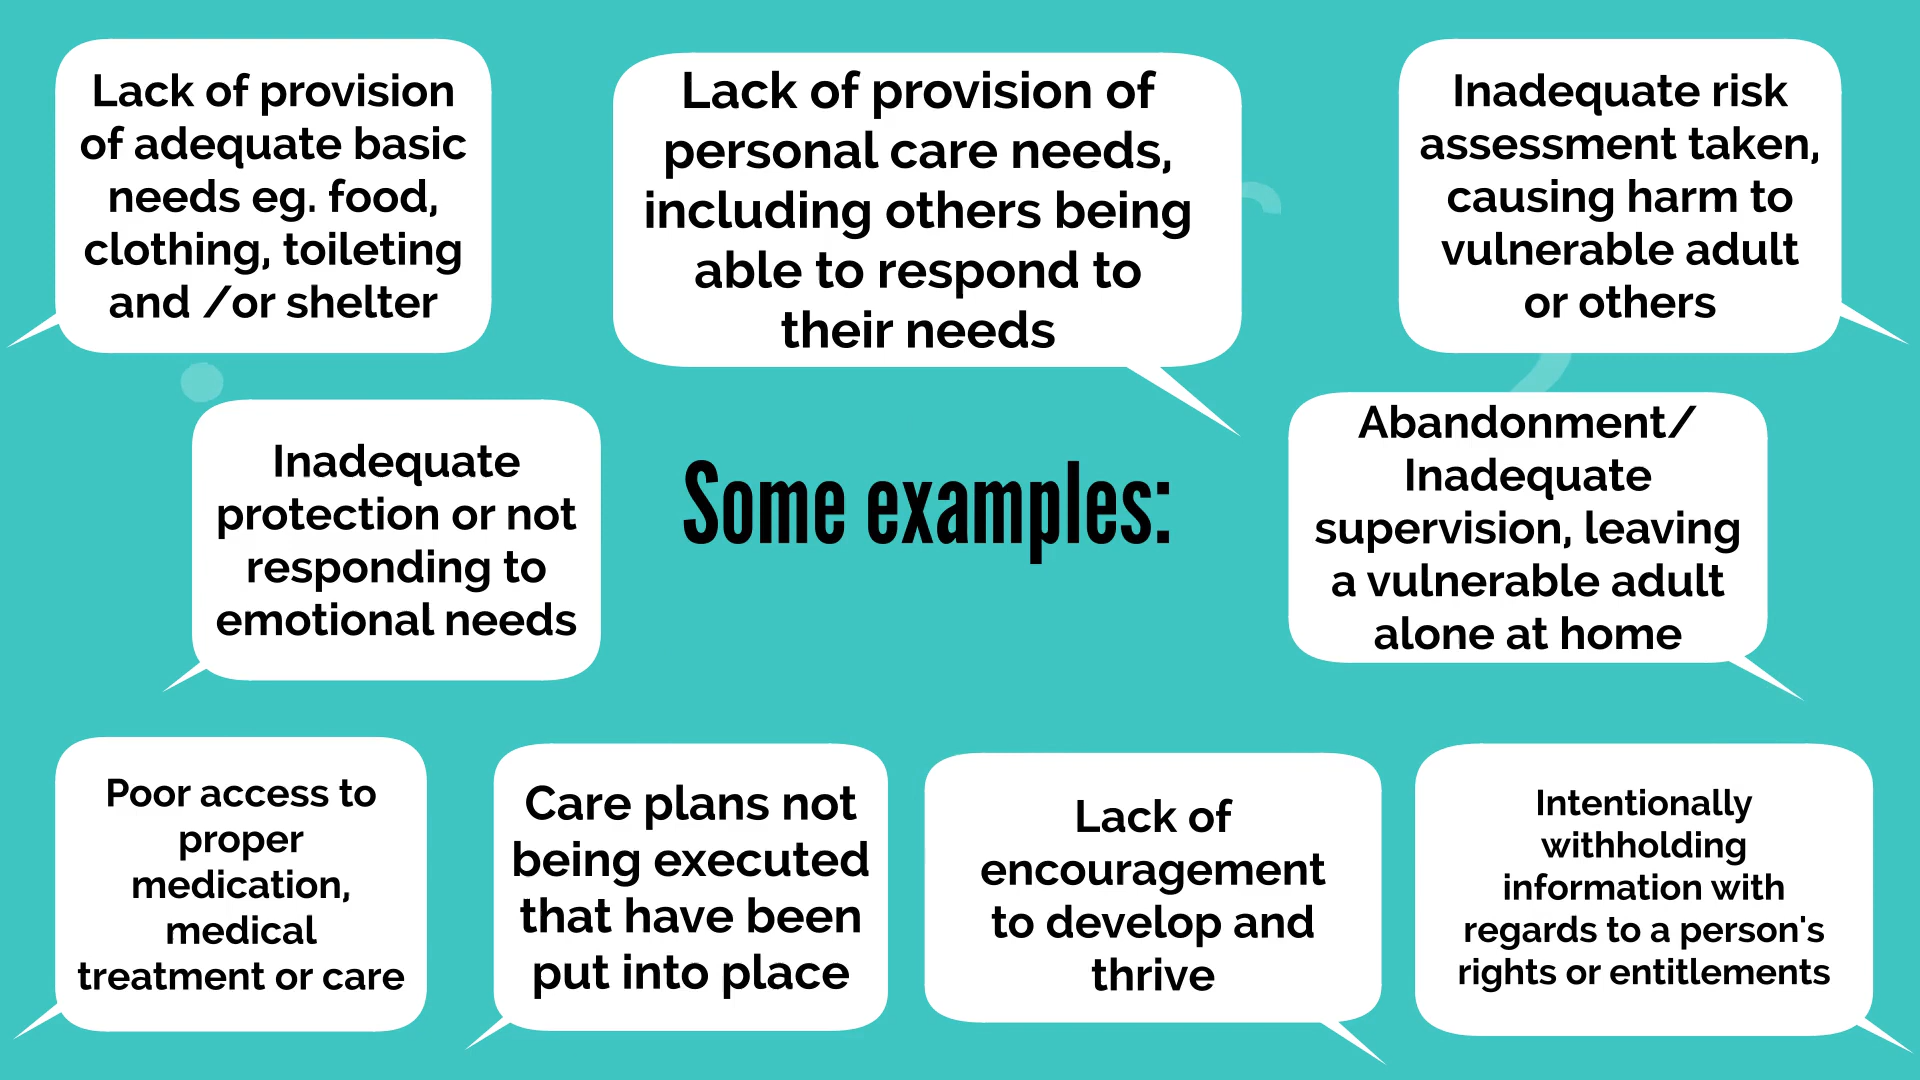 Lack of provision
of adequate basic
needs eg. food,
clothing, toileting
and /or shelter
Lack of provision of
personal care needs,
including others being
able to respond to
their needs
Inadequate risk
assessment taken,
causing harm to
vulnerable adult
or others
Inadequate
protection or not
responding to
emotional needs
Some examples:
Abandonment/
Inadequate
supervision, leaving
a vulnerable adult
alone at home
Poor access to
proper
medication,
medical
treatment or care
Care plans not
being executed
that have been
put into place
Lack of
encouragement
to develop and
thrive
Intentionally
withholding
information with
regards to a person's
rights or entitlements